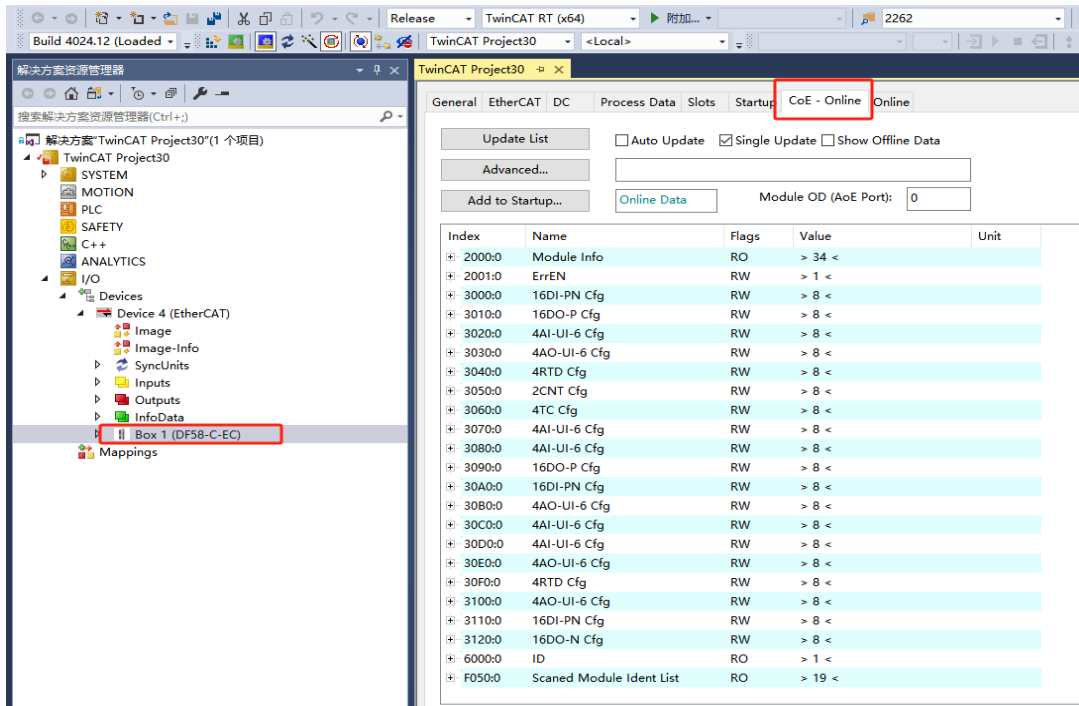 Release TwinCAT RT (x64) 附加... 2262
Build 4024.12 (Loaded TwinCAT Project30 <Local>
解决方案资源管理器
搜索解决方案资源管理器(Ctrl+;)
解决方案"TwinCAT Project30"(1 个项目)
TwinCAT Project30
SYSTEM
MOTION
PLC
SAFETY
C++
ANALYTICS
I/O
Devices
Device 4 (EtherCAT)
Image
Image-Info
SyncUnits
Inputs
Outputs
InfoData
Box 1 (DF58-C-EC)
Mappings
TwinCAT Project30
General EtherCAT DC Process Data Slots Startup CoE - Online Online
Update List Auto Update Single Update Show Offline Data
Advanced...
Add to Startup... Online Data Module OD (AoE Port): 0
Index Name Flags Value Unit
2000:0 Module Info RO > 34 <
2001:0 ErrEN RW > 1 <
3000:0 16DI-PN Cfg RW > 8 <
3010:0 16DO-P Cfg RW > 8 <
3020:0 4AI-UI-6 Cfg RW > 8 <
3030:0 4AO-UI-6 Cfg RW > 8 <
3040:0 4RTD Cfg RW > 8 <
3050:0 2CNT Cfg RW > 8 <
3060:0 4TC Cfg RW > 8 <
3070:0 4AI-UI-6 Cfg RW > 8 <
3080:0 4AI-UI-6 Cfg RW > 8 <
3090:0 16DO-P Cfg RW > 8 <
30A0:0 16DI-PN Cfg RW > 8 <
30B0:0 4AO-UI-6 Cfg RW > 8 <
30C0:0 4AI-UI-6 Cfg RW > 8 <
30D0:0 4AI-UI-6 Cfg RW > 8 <
30E0:0 4AO-UI-6 Cfg RW > 8 <
30F0:0 4RTD Cfg RW > 8 <
3100:0 4AO-UI-6 Cfg RW > 8 <
3110:0 16DI-PN Cfg RW > 8 <
3120:0 16DO-N Cfg RW > 8 <
6000:0 ID RO > 1 <
F050:0 Scaned Module Ident List RO > 19 <